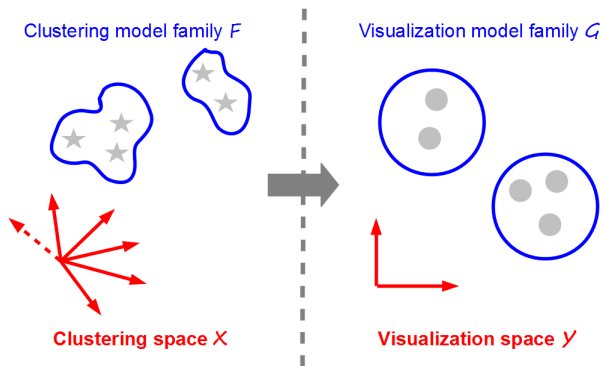 Clustering model family F
Visualization model family G
Clustering space X
Visualization space Y